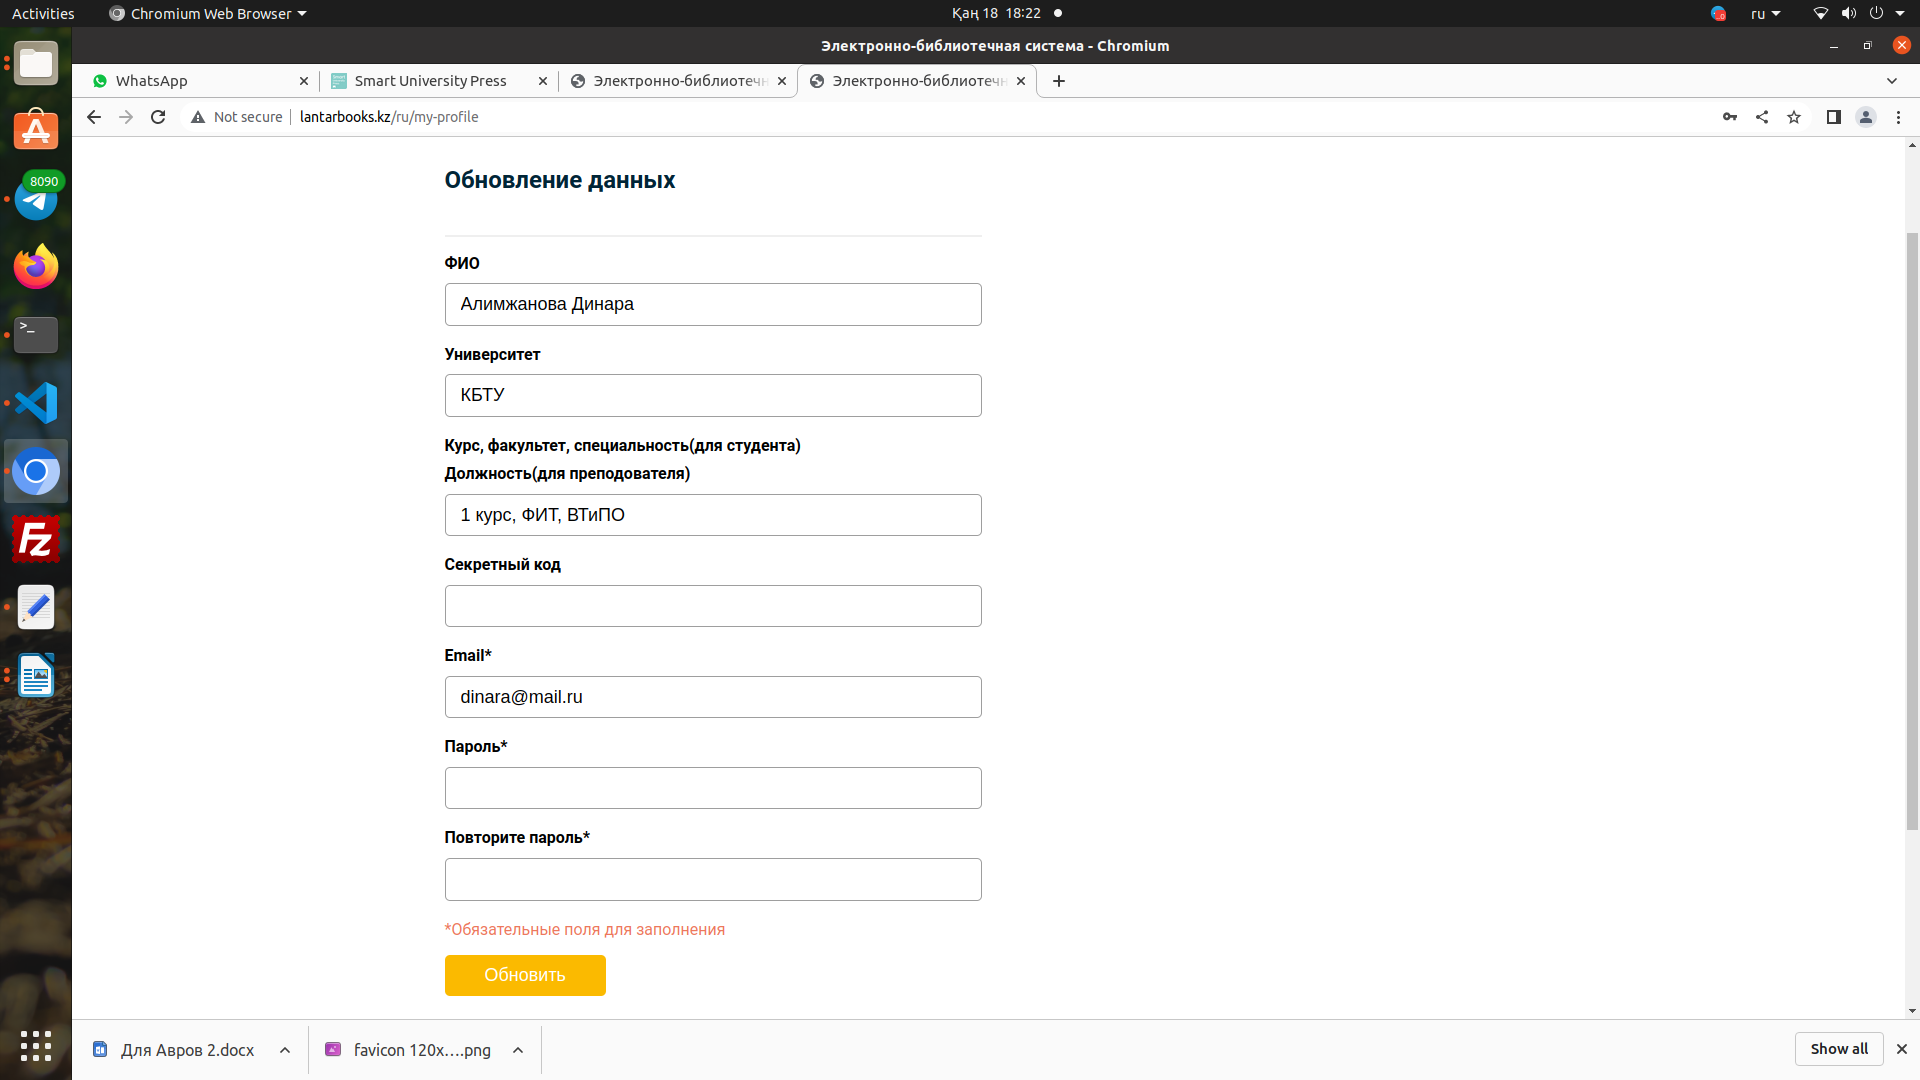 Activities
Chromium Web Browser
Қаң 18 18:22
ru
Электронно-библиотечная система - Chromium
WhatsApp
Smart University Press
Электронно-библиотечн
Электронно-библиотечн
Not secure
lantarbooks.kz/ru/my-profile
8090
Обновление данных
ФИО
Алимжанова Динара
Университет
КБТУ
Курс, факультет, специальность(для студента)
Должность(для преподователя)
1 курс, ФИТ, ВТиПО
Секретный код
Email*
dinara@mail.ru
Пароль*
Повторите пароль*
*Обязательные поля для заполнения
Обновить
Для Авров 2.docx
favicon 120x....png
Show all